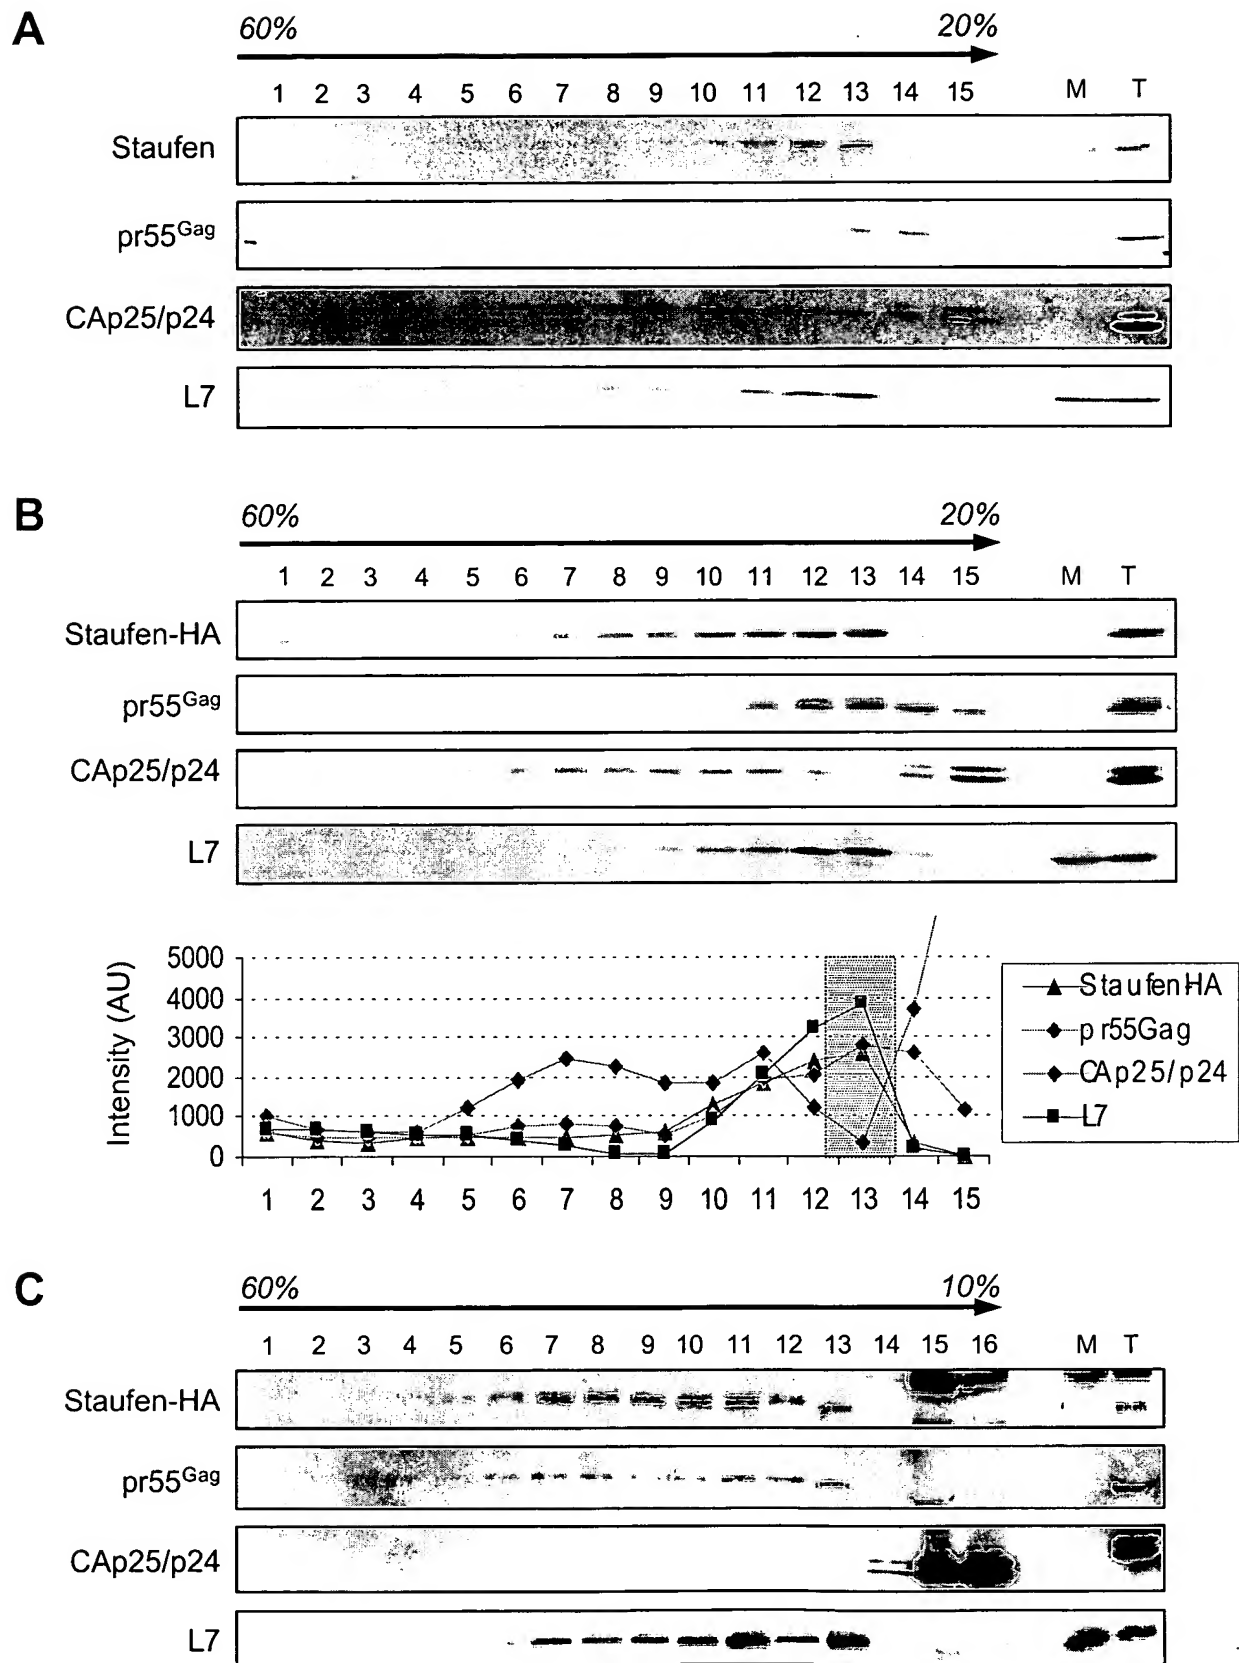 A
60% 20%
1 2 3 4 5 6 7 8 9 10 11 12 13 14 15 M T
Staufen
pr55Gag
CAp25/p24
L7
B
60% 20%
1 2 3 4 5 6 7 8 9 10 11 12 13 14 15 M T
Staufen-HA
pr55Gag
CAp25/p24
L7
5000
4000
3000
2000
1000
0
Intensity (AU)
1 2 3 4 5 6 7 8 9 10 11 12 13 14 15
StaufenHA
pr55Gag
CAp25/p24
L7
C
60% 10%
1 2 3 4 5 6 7 8 9 10 11 12 13 14 15 16 M T
Staufen-HA
pr55Gag
CAp25/p24
L7